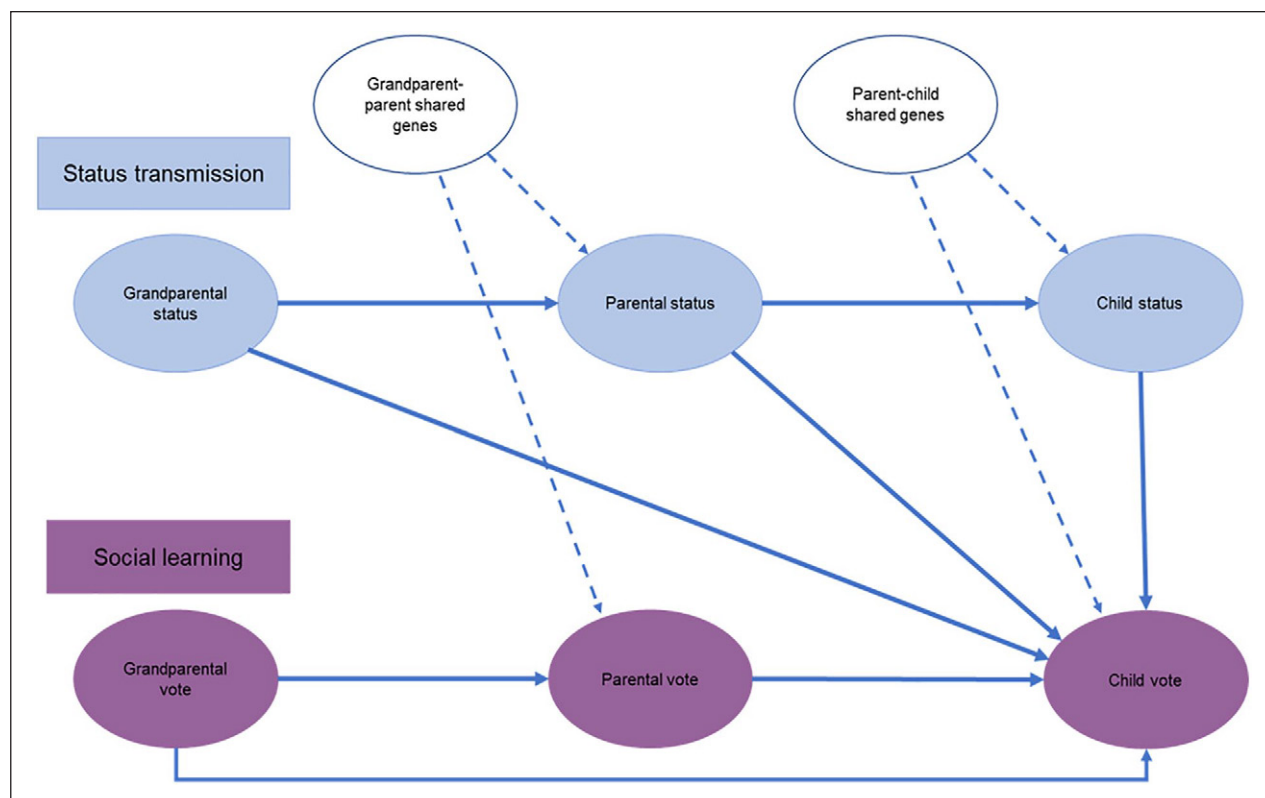 Grandparent-
parent shared
genes
Parent-child
shared genes
Status transmission
Grandparental
status
Parental status
Child status
Social learning
Grandparental
vote
Parental vote
Child vote